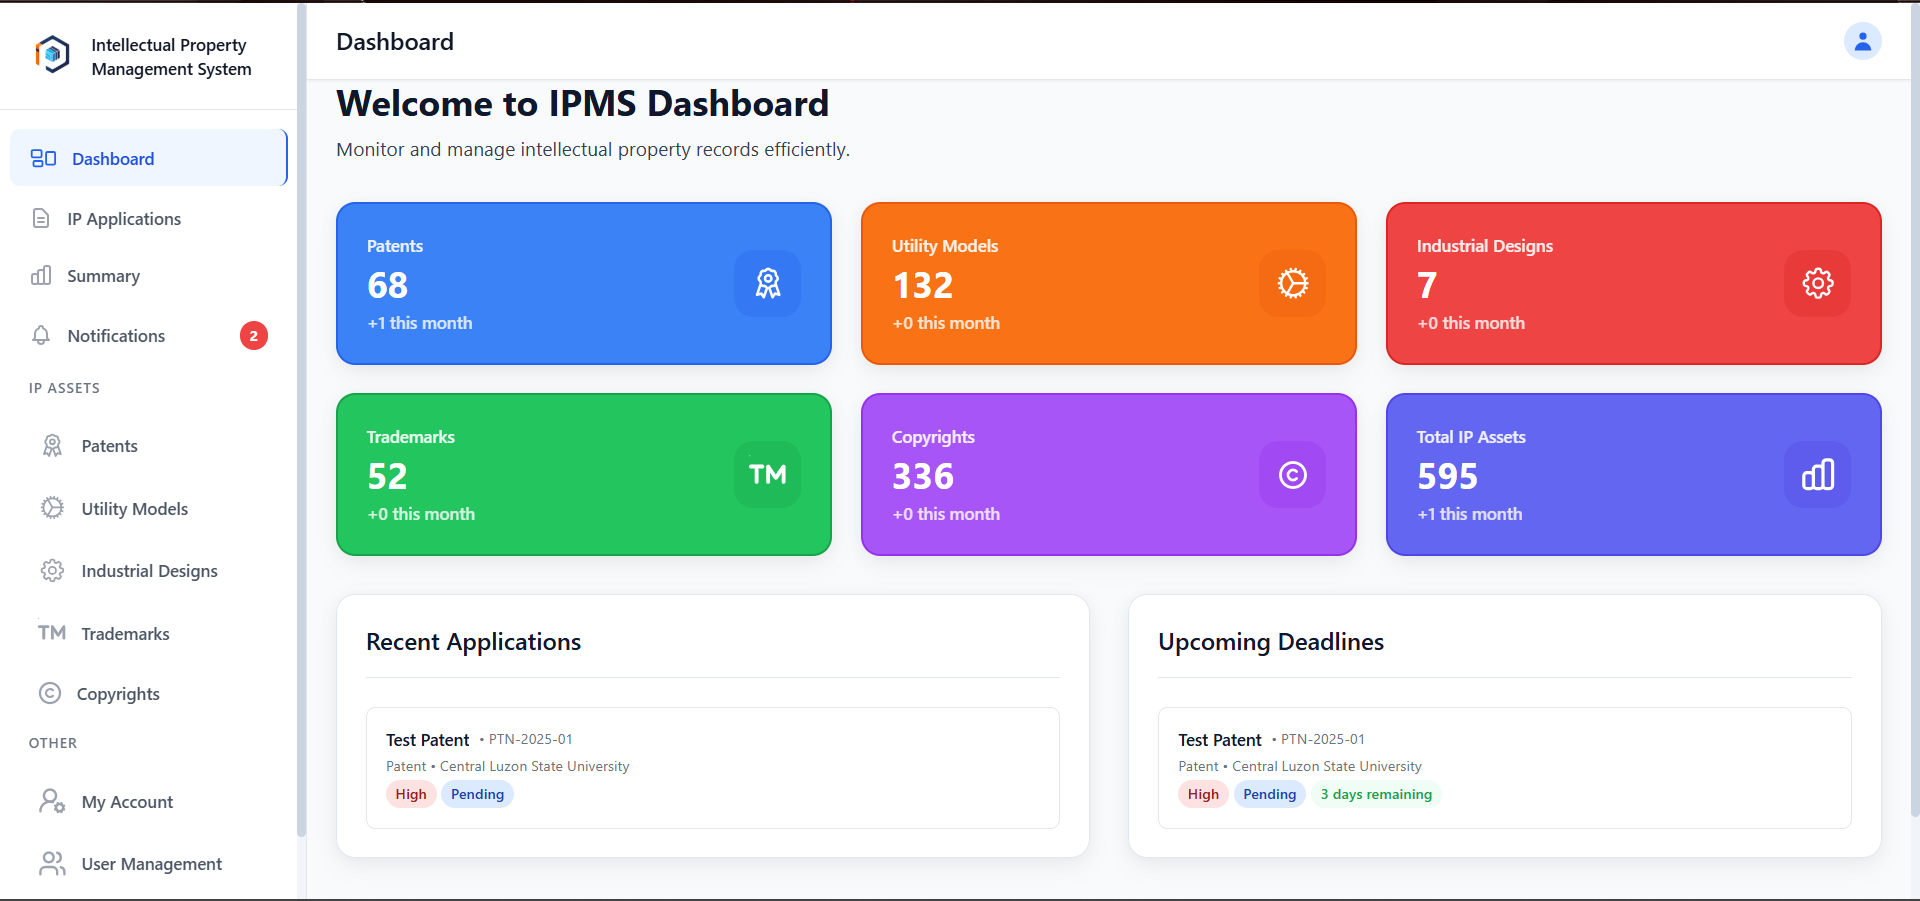 Intellectual Property
Management System
Dashboard
IP Applications
Summary
Notifications 2
IP ASSETS
Patents
Utility Models
Industrial Designs
TM Trademarks
Copyrights
OTHER
My Account
User Management
Dashboard
Welcome to IPMS Dashboard
Monitor and manage intellectual property records efficiently.
Patents
68
+1 this month
Utility Models
132
+0 this month
Industrial Designs
7
+0 this month
Trademarks
52
+0 this month
TM
Copyrights
336
+0 this month
©
Total IP Assets
595
+1 this month
Recent Applications
Test Patent • PTN-2025-01
Patent • Central Luzon State University
High Pending
Upcoming Deadlines
Test Patent • PTN-2025-01
Patent • Central Luzon State University
High Pending 3 days remaining